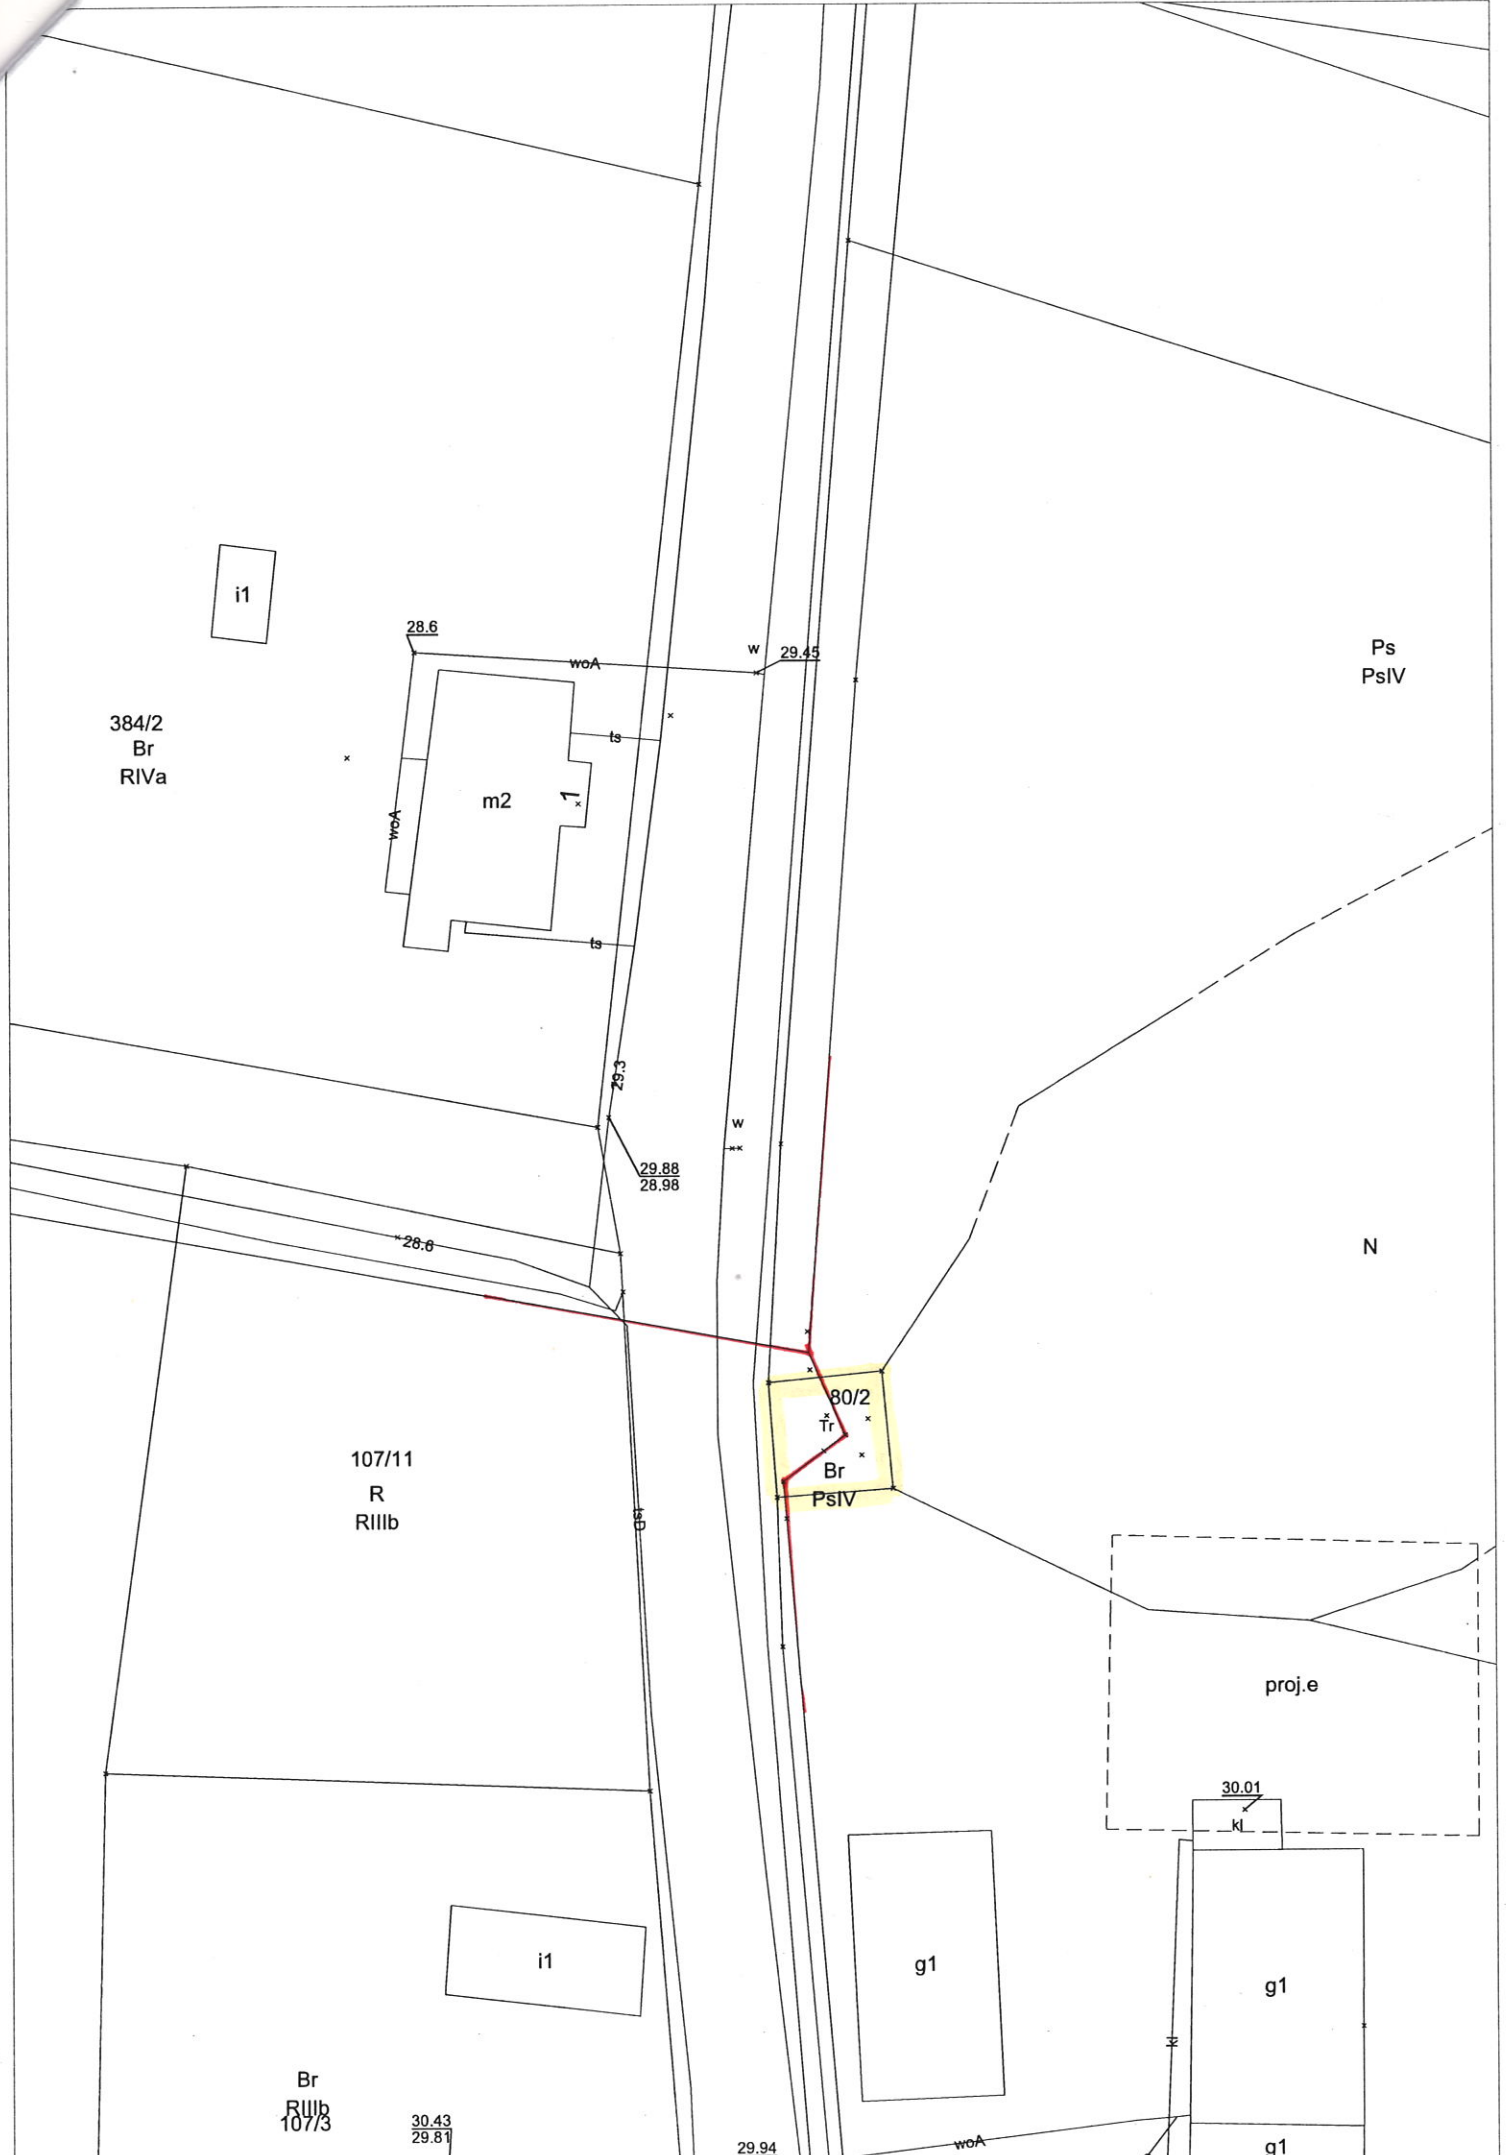 i1
28.6
woA
w
29.45
Ps
PsIV
384/2
Br
RIVa
ts
m2
1
woA
ts
29.3
w
29.88
28.98
28.6
N
80/2
Tr
Br
PsIV
107/11
R
RIIIb
tsD
proj.e
30.01
kl
i1
g1
g1
kl
Br
RIIIb
107/3
30.43
29.81
29.94
woA
g1